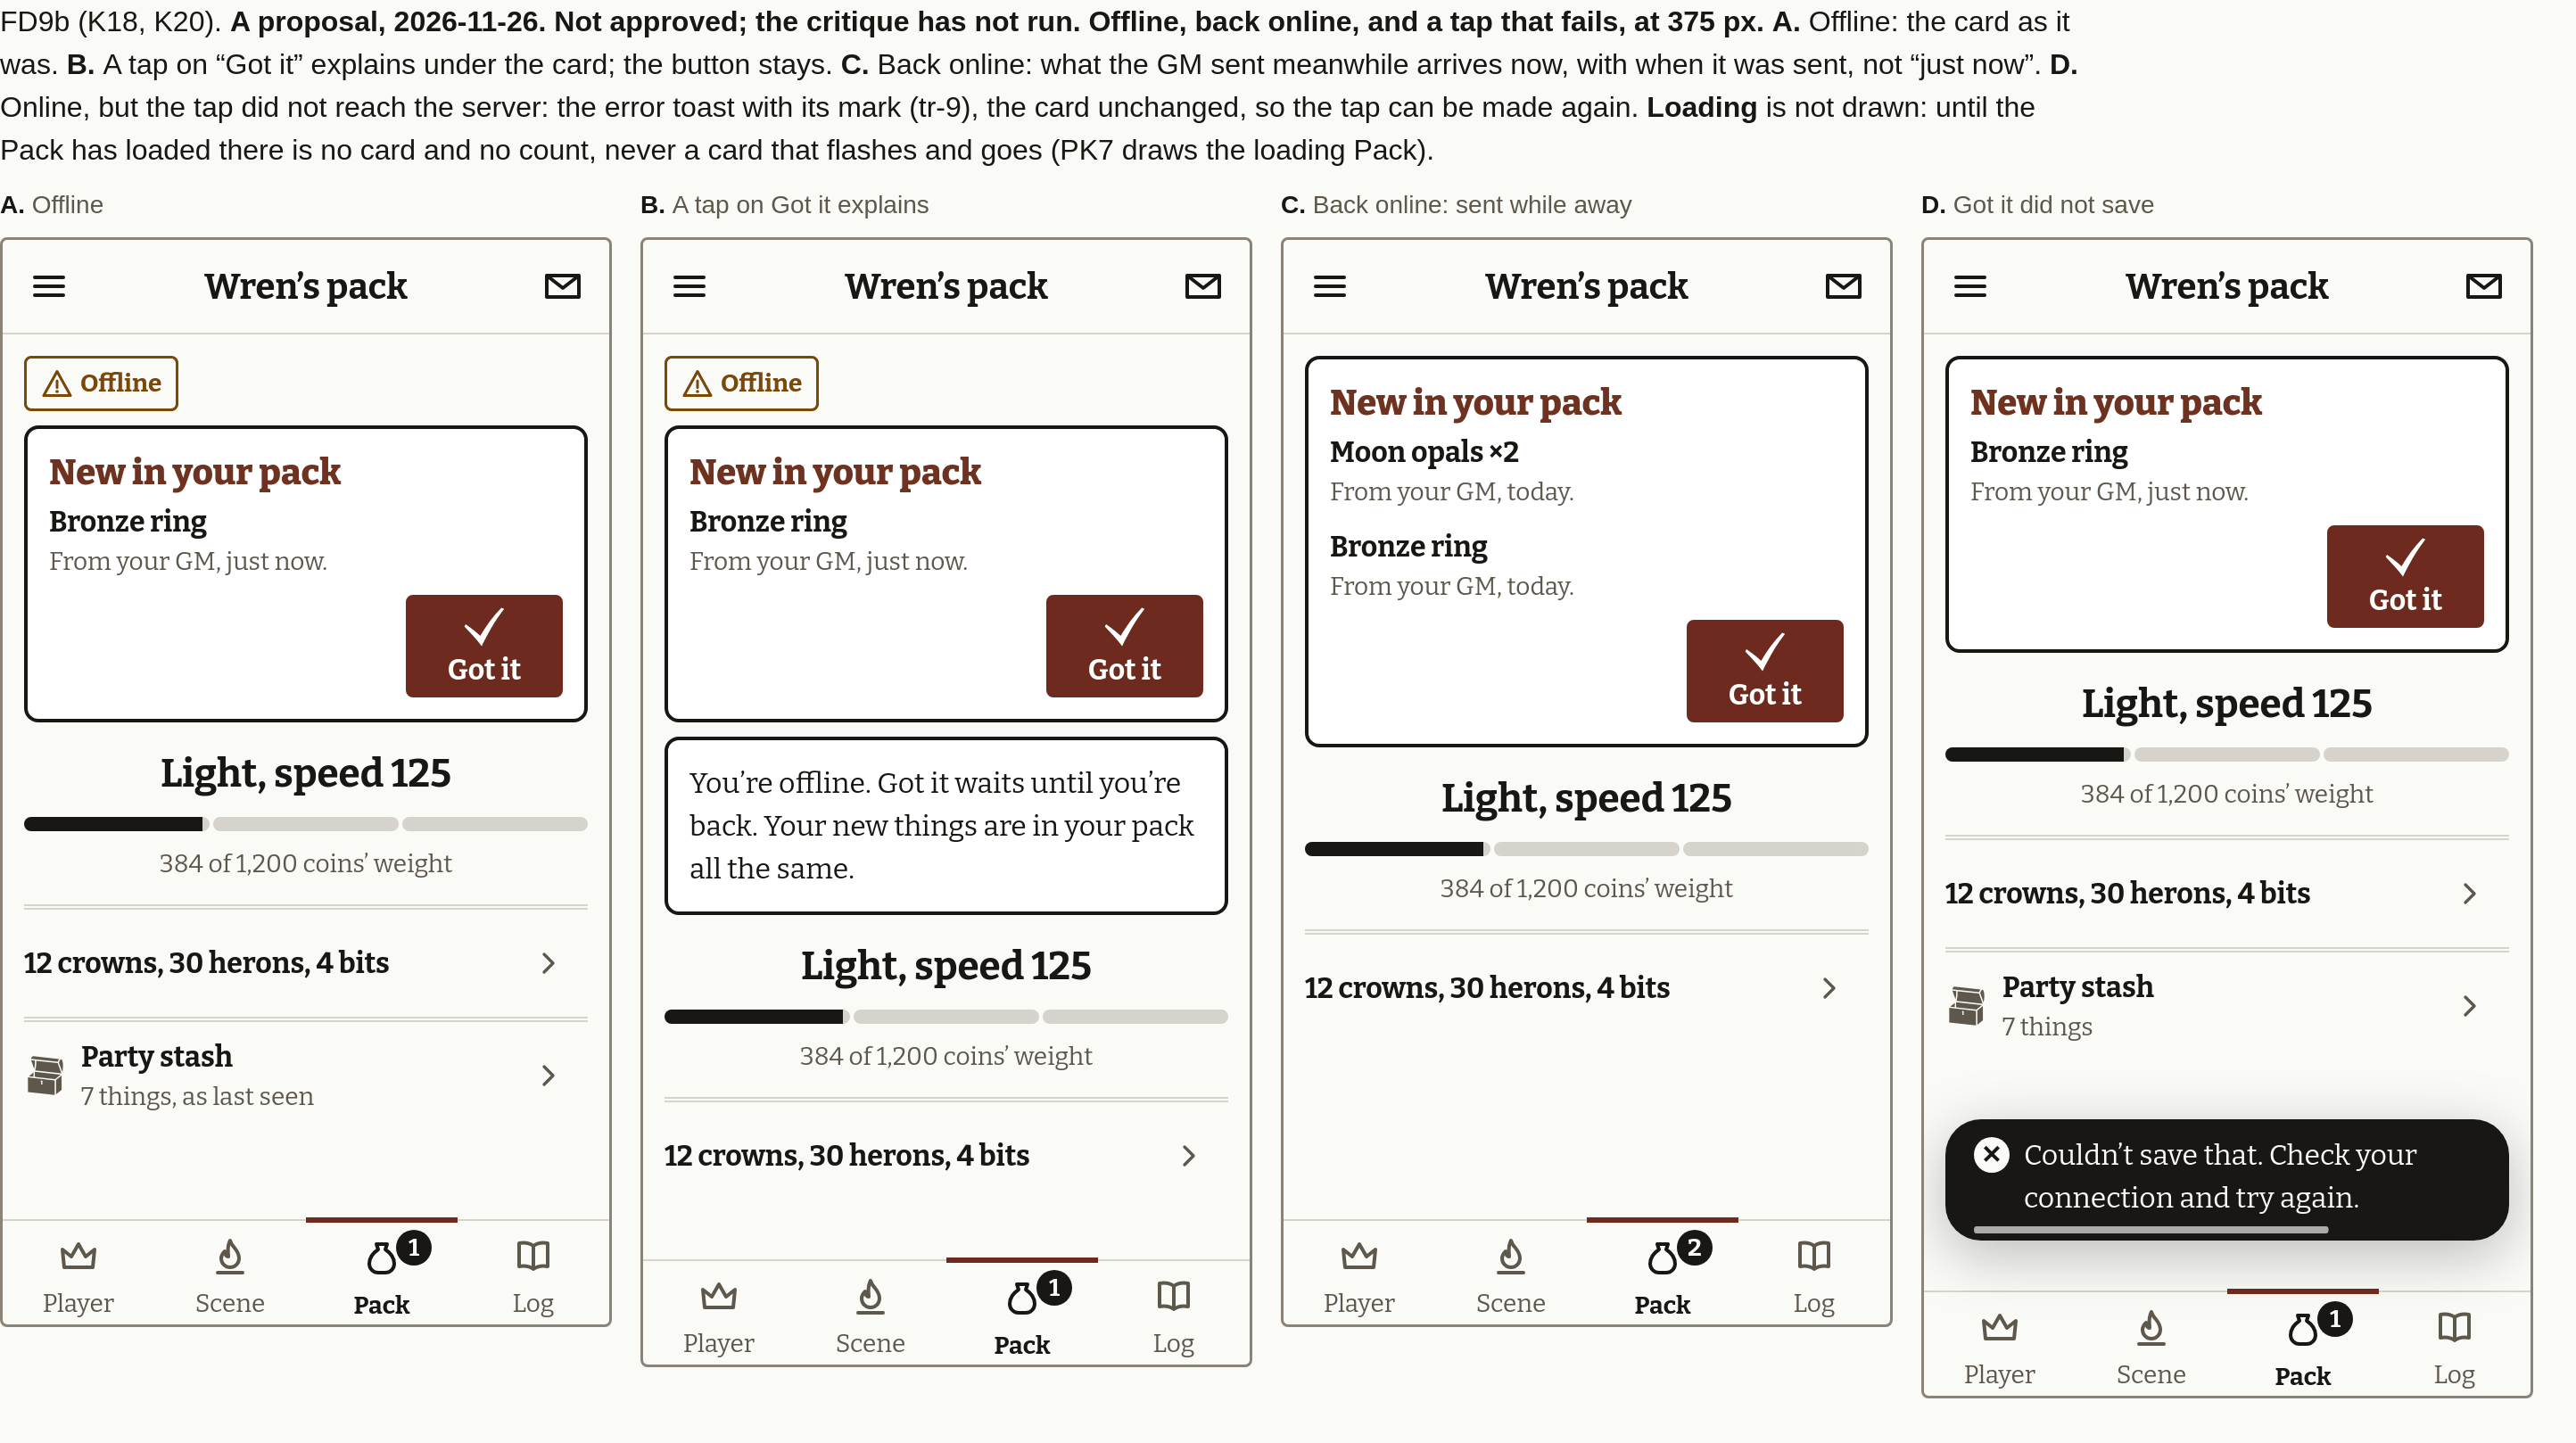 FD9b (K18, K20). A proposal, 2026-11-26. Not approved; the critique has not run. Offline, back online, and a tap that fails, at 375 px. A. Offline: the card as it
was. B. A tap on “Got it” explains under the card; the button stays. C. Back online: what the GM sent meanwhile arrives now, with when it was sent, not “just now”. D.
Online, but the tap did not reach the server: the error toast with its mark (tr-9), the card unchanged, so the tap can be made again. Loading is not drawn: until the
Pack has loaded there is no card and no count, never a card that flashes and goes (PK7 draws the loading Pack).
A. Offline
Wren’s pack
Offline
New in your pack
Bronze ring
From your GM, just now.
Got it
Light, speed 125
384 of 1,200 coins’ weight
12 crowns, 30 herons, 4 bits
Party stash
7 things, as last seen
1
Player
Scene
Pack
Log
B. A tap on Got it explains
Wren’s pack
Offline
New in your pack
Bronze ring
From your GM, just now.
Got it
You’re offline. Got it waits until you’re
back. Your new things are in your pack
all the same.
Light, speed 125
384 of 1,200 coins’ weight
12 crowns, 30 herons, 4 bits
1
Player
Scene
Pack
Log
C. Back online: sent while away
Wren’s pack
New in your pack
Moon opals ×2
From your GM, today.
Bronze ring
From your GM, today.
Got it
Light, speed 125
384 of 1,200 coins’ weight
12 crowns, 30 herons, 4 bits
2
Player
Scene
Pack
Log
D. Got it did not save
Wren’s pack
New in your pack
Bronze ring
From your GM, just now.
Got it
Light, speed 125
384 of 1,200 coins’ weight
12 crowns, 30 herons, 4 bits
Party stash
7 things
Couldn’t save that. Check your
connection and try again.
1
Player
Scene
Pack
Log